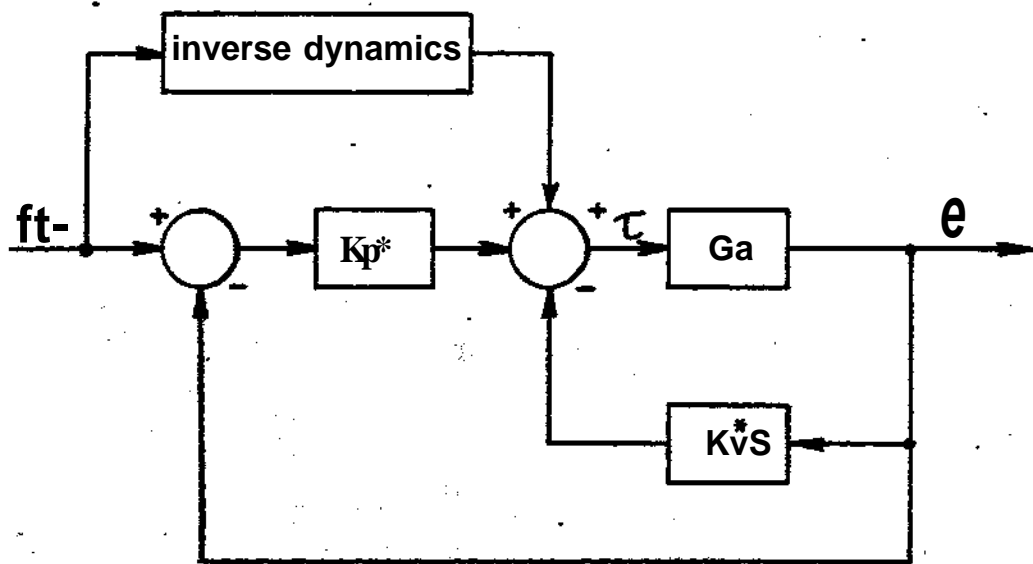 inverse dynamics
+
ft-
+
-
Kp*
+
+
-
τ
Ga
e
Kv*S